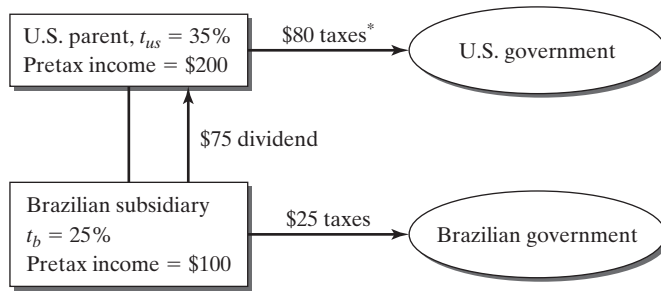 U.S. parent, t_us = 35%
Pretax income = $200
$80 taxes*
U.S. government
$75 dividend
Brazilian subsidiary
t_b = 25%
Pretax income = $100
$25 taxes
Brazilian government